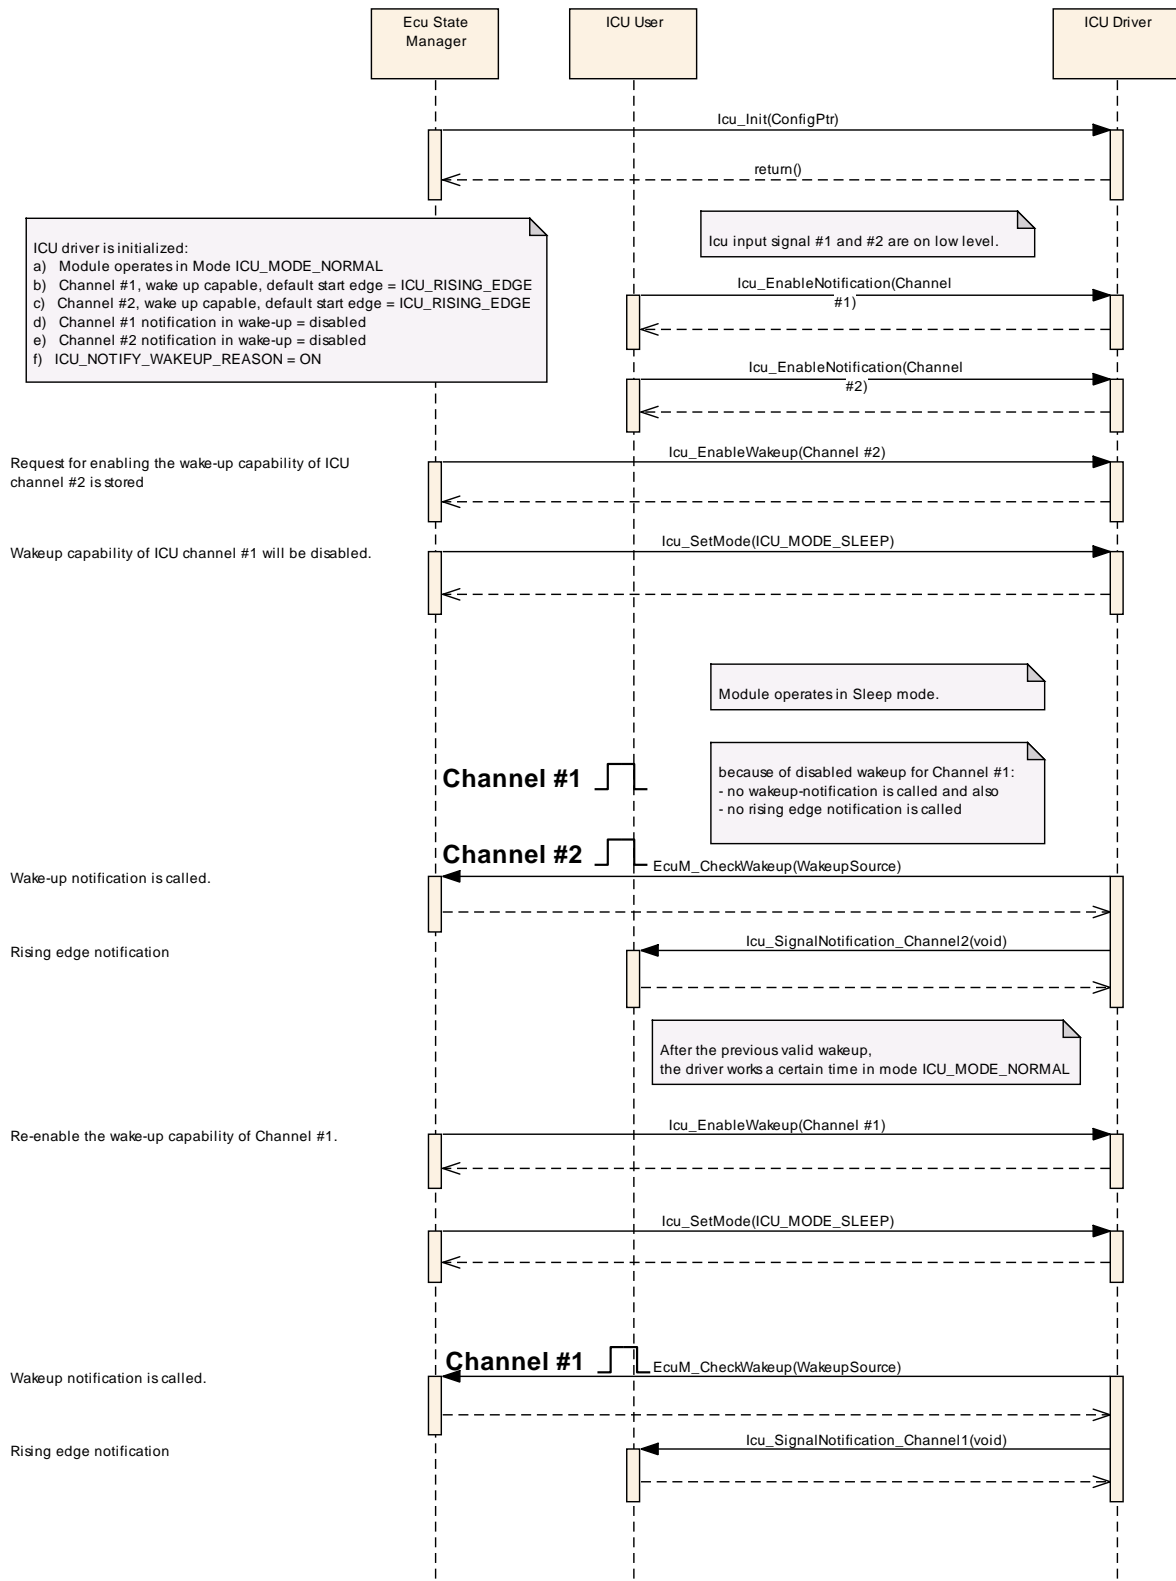 Ecu State
Manager
ICU User
ICU Driver
Icu_Init(ConfigPtr)
return()
ICU driver is initialized:
a) Module operates in Mode ICU_MODE_NORMAL
b) Channel #1, wake up capable, default start edge = ICU_RISING_EDGE
c) Channel #2, wake up capable, default start edge = ICU_RISING_EDGE
d) Channel #1 notification in wake-up = disabled
e) Channel #2 notification in wake-up = disabled
f) ICU_NOTIFY_WAKEUP_REASON = ON
Icu input signal #1 and #2 are on low level.
Icu_EnableNotification(Channel
#1)
Icu_EnableNotification(Channel
#2)
Request for enabling the wake-up capability of ICU
channel #2 is stored
Icu_EnableWakeup(Channel #2)
Wakeup capability of ICU channel #1 will be disabled.
Icu_SetMode(ICU_MODE_SLEEP)
Module operates in Sleep mode.
Channel #1
because of disabled wakeup for Channel #1:
- no wakeup-notification is called and also
- no rising edge notification is called
Channel #2
EcuM_CheckWakeup(WakeupSource)
Wake-up notification is called.
Icu_SignalNotification_Channel2(void)
Rising edge notification
After the previous valid wakeup,
the driver works a certain time in mode ICU_MODE_NORMAL
Re-enable the wake-up capability of Channel #1.
Icu_EnableWakeup(Channel #1)
Icu_SetMode(ICU_MODE_SLEEP)
Channel #1
EcuM_CheckWakeup(WakeupSource)
Wakeup notification is called.
Icu_SignalNotification_Channel1(void)
Rising edge notification